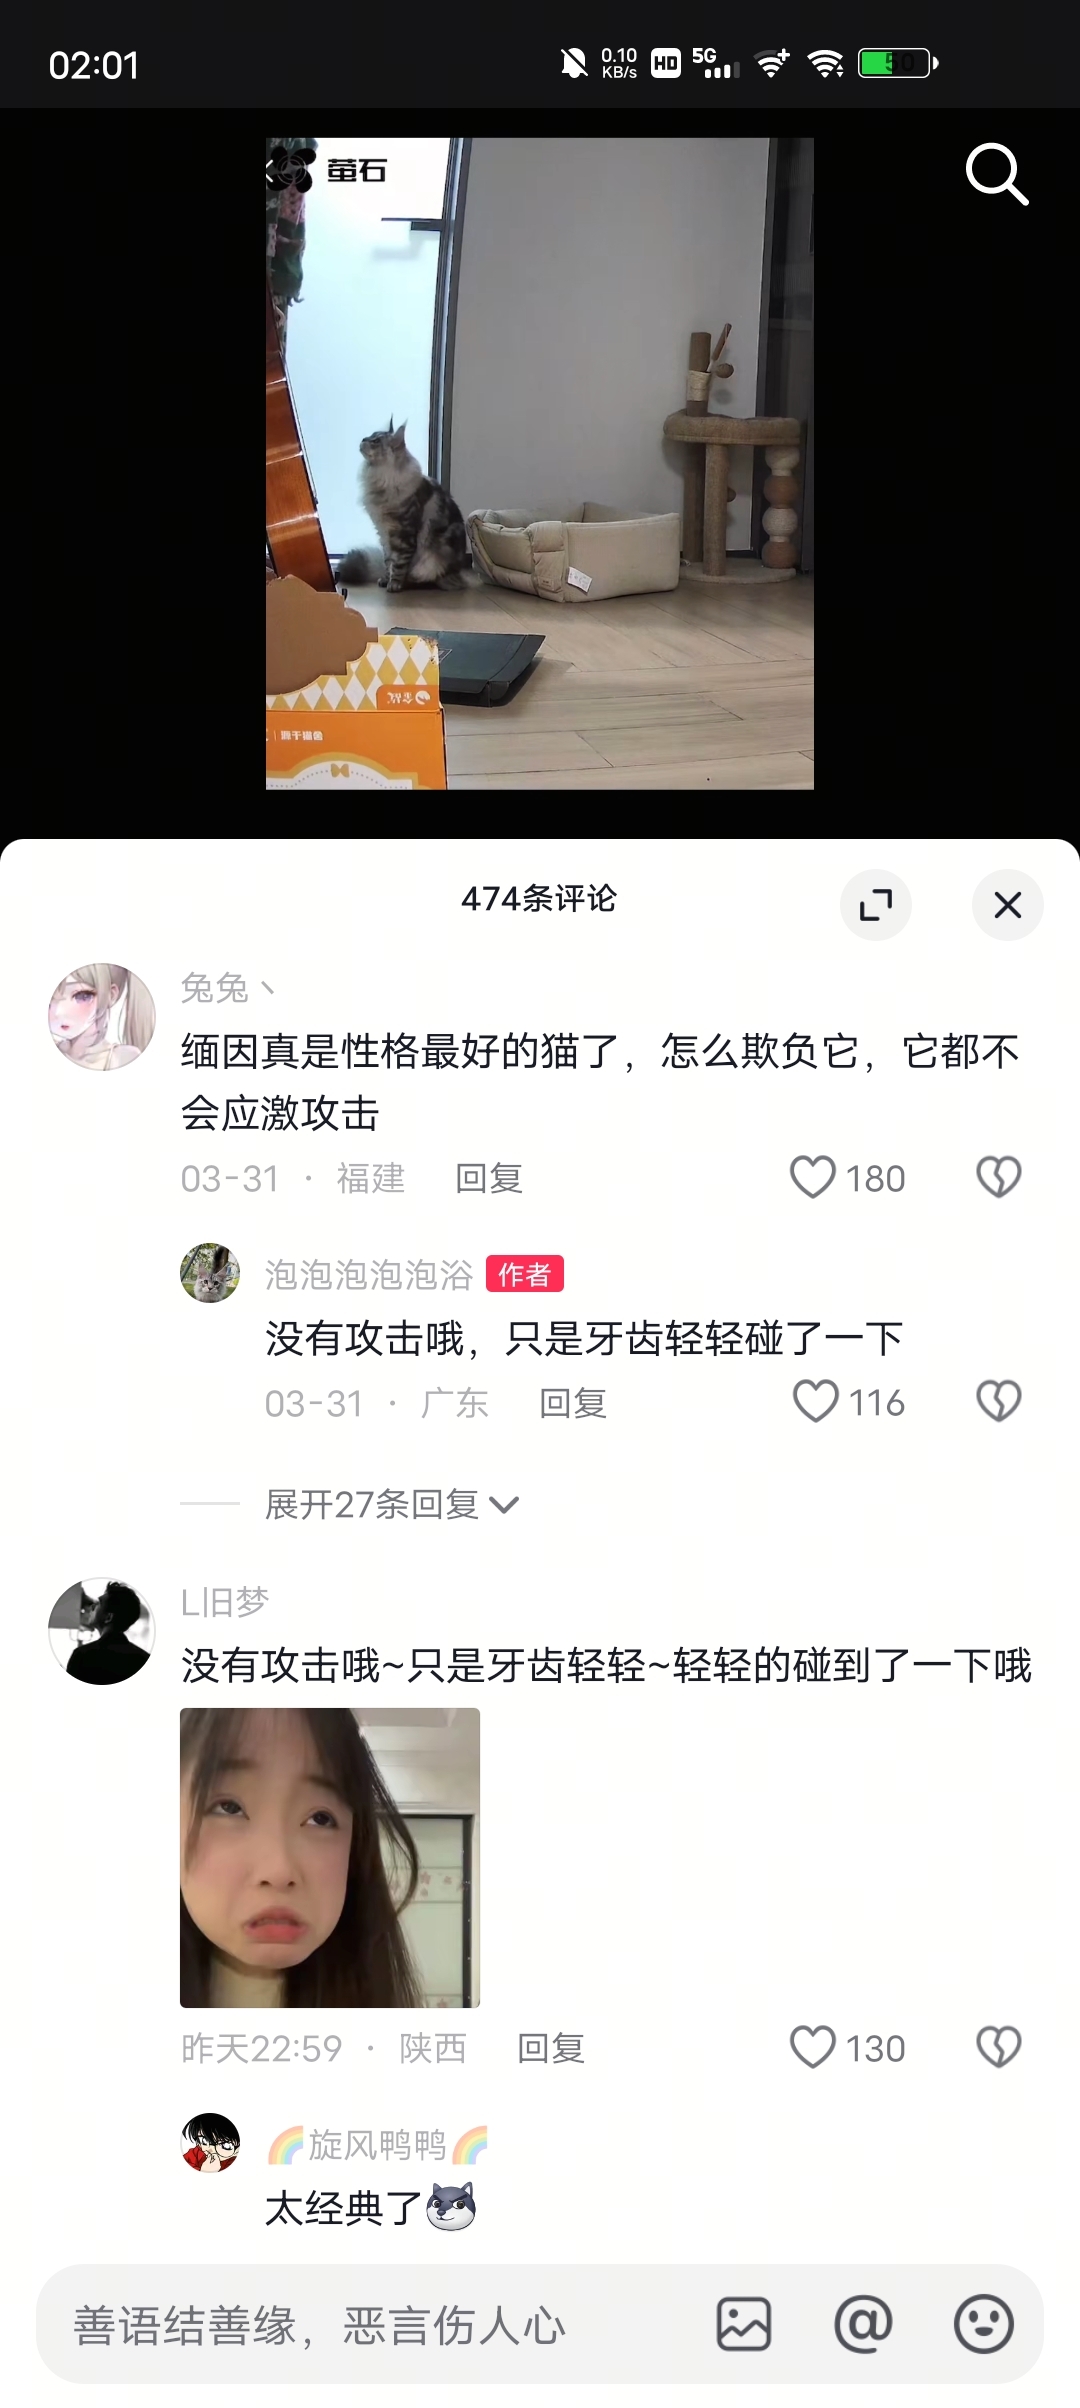 02:01
0.10
KB/s
HD
5G
50
萤石
源于猫舍
474条评论
兔兔丶
缅因真是性格最好的猫了，怎么欺负它，它都不
会应激攻击
03-31 · 福建 回复 180
泡泡泡泡泡浴 作者
没有攻击哦，只是牙齿轻轻碰了一下
03-31 · 广东 回复 116
展开27条回复
L旧梦
没有攻击哦~只是牙齿轻轻~轻轻的碰到了一下哦
昨天22:59 · 陕西 回复 130
🌈旋风鸭鸭🌈
太经典了
善语结善缘，恶言伤人心